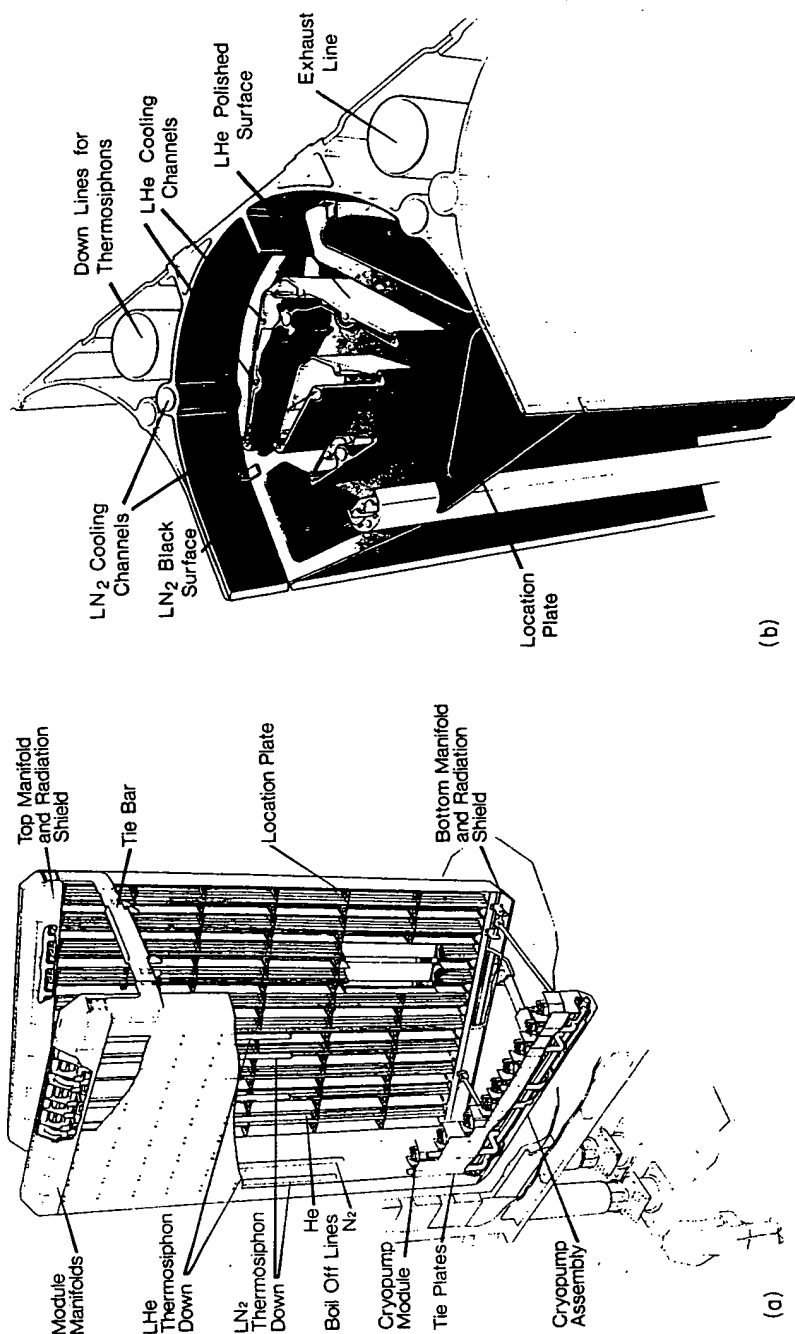 Module
Manifolds
LHe
Thermosiphon
Down
LN2
Thermosiphon
Down
He
Boil Off Lines
N2
Cryopump
Module
Tie Plates
Cryopump
Assembly
Top Manifold
and Radiation
Shield
Tie Bar
Location Plate
Bottom Manifold
and Radiation
Shield
(a)
LN2 Cooling
Channels
LN2 Black
Surface
Down Lines for
Thermosiphons
LHe Cooling
Channels
LHe Polished
Surface
Exhaust
Line
Location
Plate
(b)